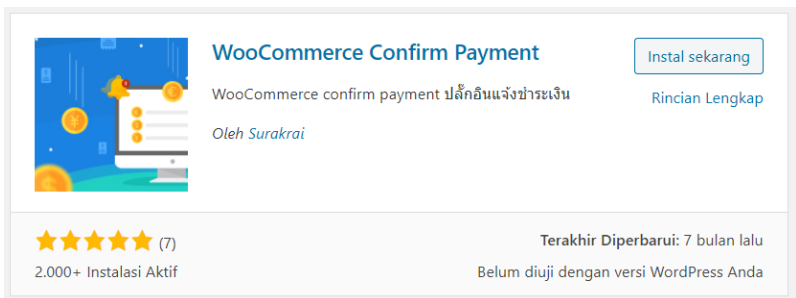 WooCommerce Confirm Payment
Instal sekarang
WooCommerce confirm payment ปลั๊กอินแจ้งชำระเงิน
Rincian Lengkap
Oleh Surakrai
(7)
Terakhir Diperbarui: 7 bulan lalu
2.000+ Instalasi Aktif
Belum diuji dengan versi WordPress Anda